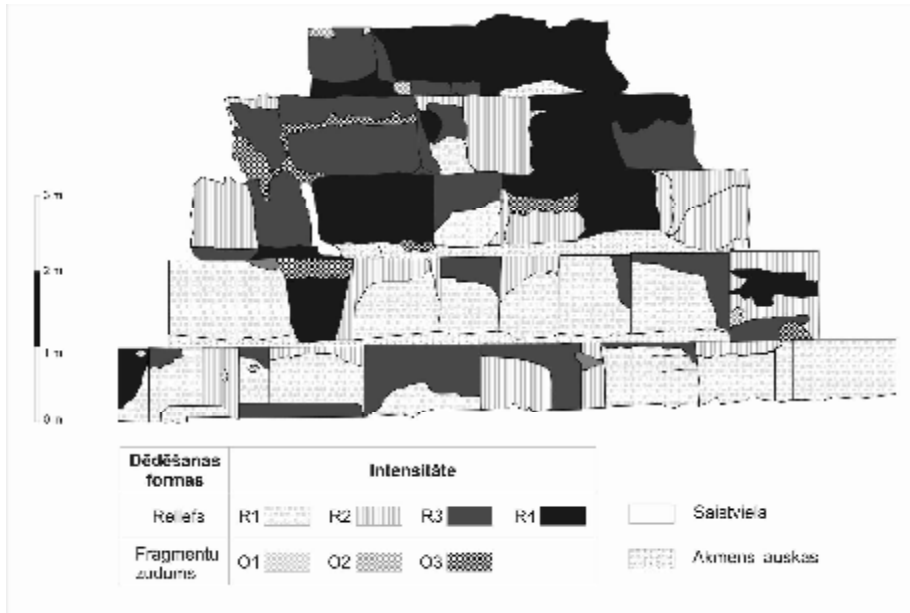 3 m
2 m
1 m
0 m
Dēdēšanas
formas
Intensitāte
Reljefs R1 R2 R3 R4
Saistviela
Fragmentu
zudums
O1 O2 O3
Akmens lauskas